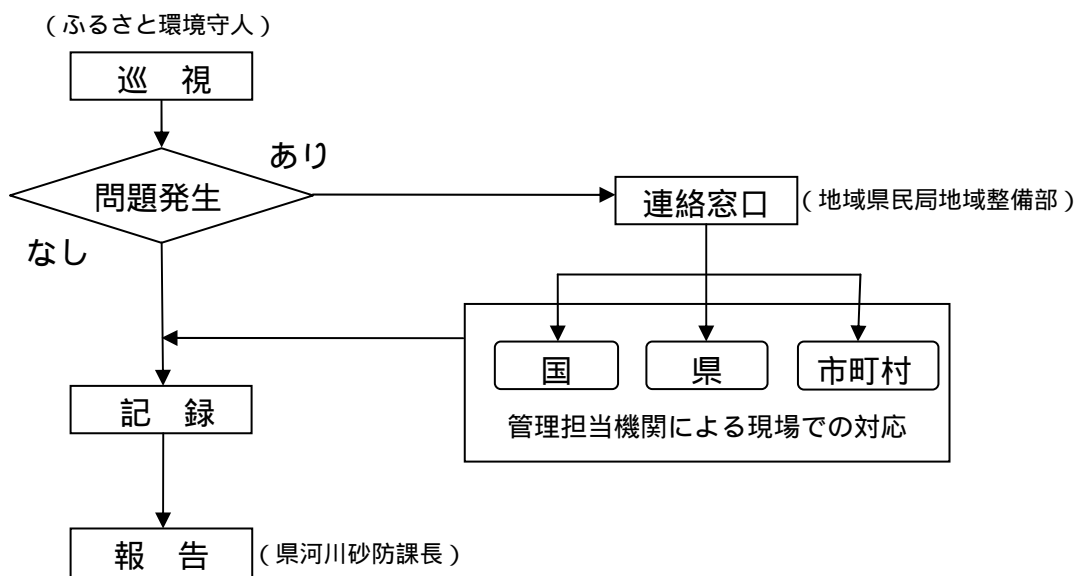 (ふるさと環境守人)
巡　視
あり
問題発生
連絡窓口
(地域県民局地域整備部)
なし
国
県
市町村
管理担当機関による現場での対応
記　録
報　告
(県河川砂防課長)